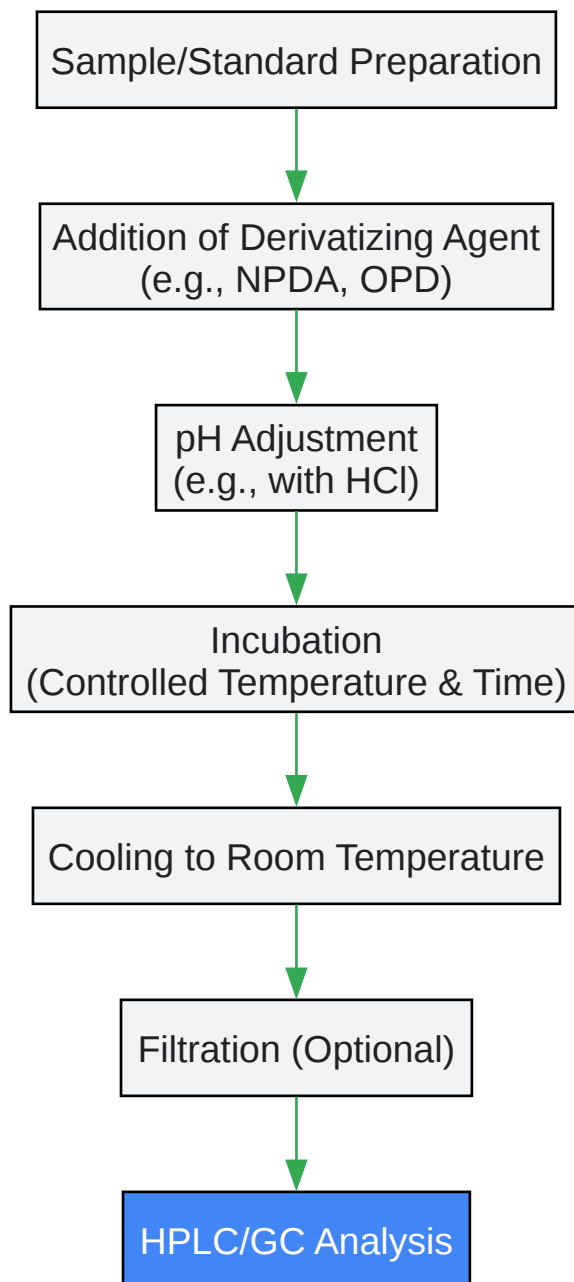 Sample/Standard Preparation
Addition of Derivatizing Agent
(e.g., NPDA, OPD)
pH Adjustment
(e.g., with HCl)
Incubation
(Controlled Temperature & Time)
Cooling to Room Temperature
Filtration (Optional)
HPLC/GC Analysis